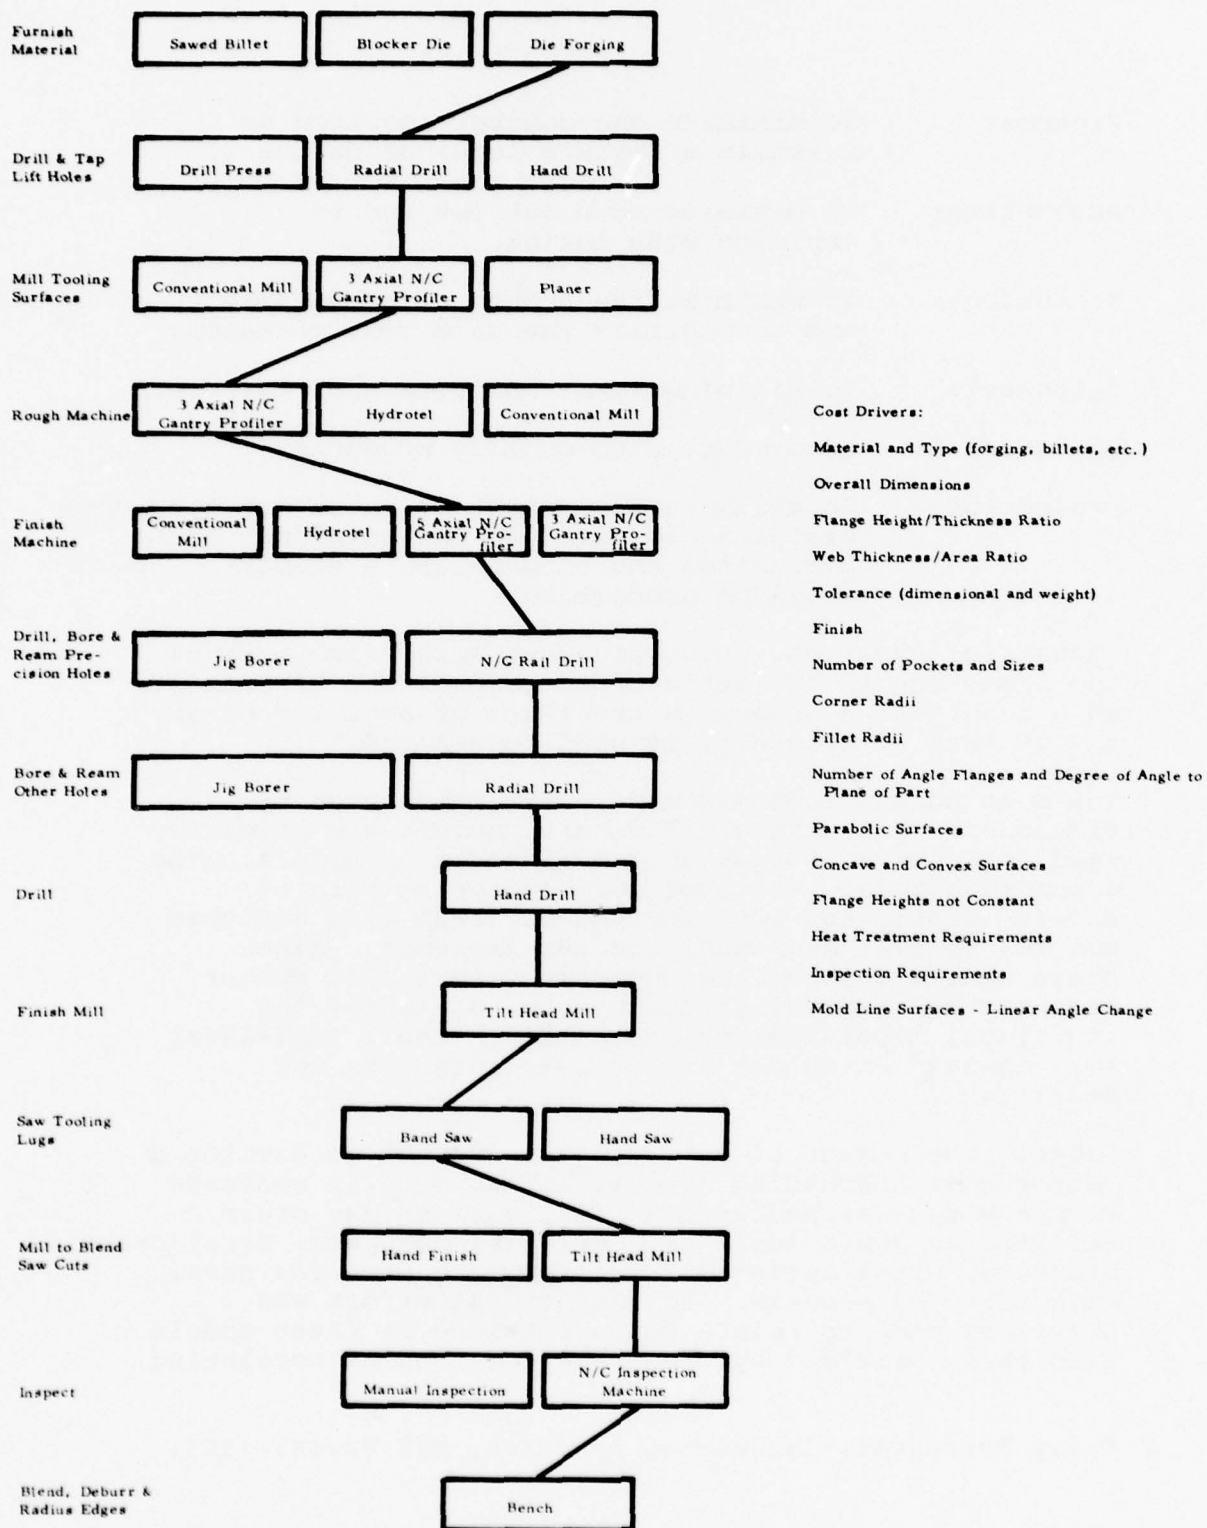 Furnish
Material
Sawed Billet
Blocker Die
Die Forging
Drill & Tap
Lift Holes
Drill Press
Radial Drill
Hand Drill
Mill Tooling
Surfaces
Conventional Mill
3 Axial N/C
Gantry Profiler
Planer
Rough Machine
3 Axial N/C
Gantry Profiler
Hydrotel
Conventional Mill
Finish
Machine
Conventional
Mill
Hydrotel
5 Axial N/C
Gantry Pro-
filer
3 Axial N/C
Gantry Pro-
filer
Drill, Bore &
Ream Pre-
cision Holes
Jig Borer
N/C Rail Drill
Bore & Ream
Other Holes
Jig Borer
Radial Drill
Drill
Hand Drill
Finish Mill
Tilt Head Mill
Saw Tooling
Lugs
Band Saw
Hand Saw
Mill to Blend
Saw Cuts
Hand Finish
Tilt Head Mill
Inspect
Manual Inspection
N/C Inspection
Machine
Blend, Deburr &
Radius Edges
Bench
Cost Drivers:
Material and Type (forging, billets, etc.)
Overall Dimensions
Flange Height/Thickness Ratio
Web Thickness/Area Ratio
Tolerance (dimensional and weight)
Finish
Number of Pockets and Sizes
Corner Radii
Fillet Radii
Number of Angle Flanges and Degree of Angle to
Plane of Part
Parabolic Surfaces
Concave and Convex Surfaces
Flange Heights not Constant
Heat Treatment Requirements
Inspection Requirements
Mold Line Surfaces - Linear Angle Change